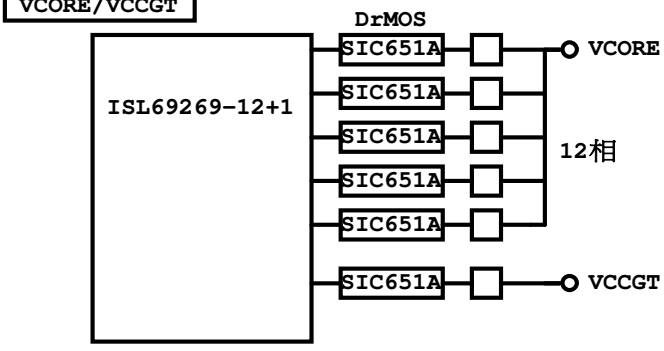 VCORE/VCCGT
DrMOS
SIC651A
VCORE
SIC651A
ISL69269-12+1
SIC651A
12相
SIC651A
SIC651A
SIC651A
VCCGT